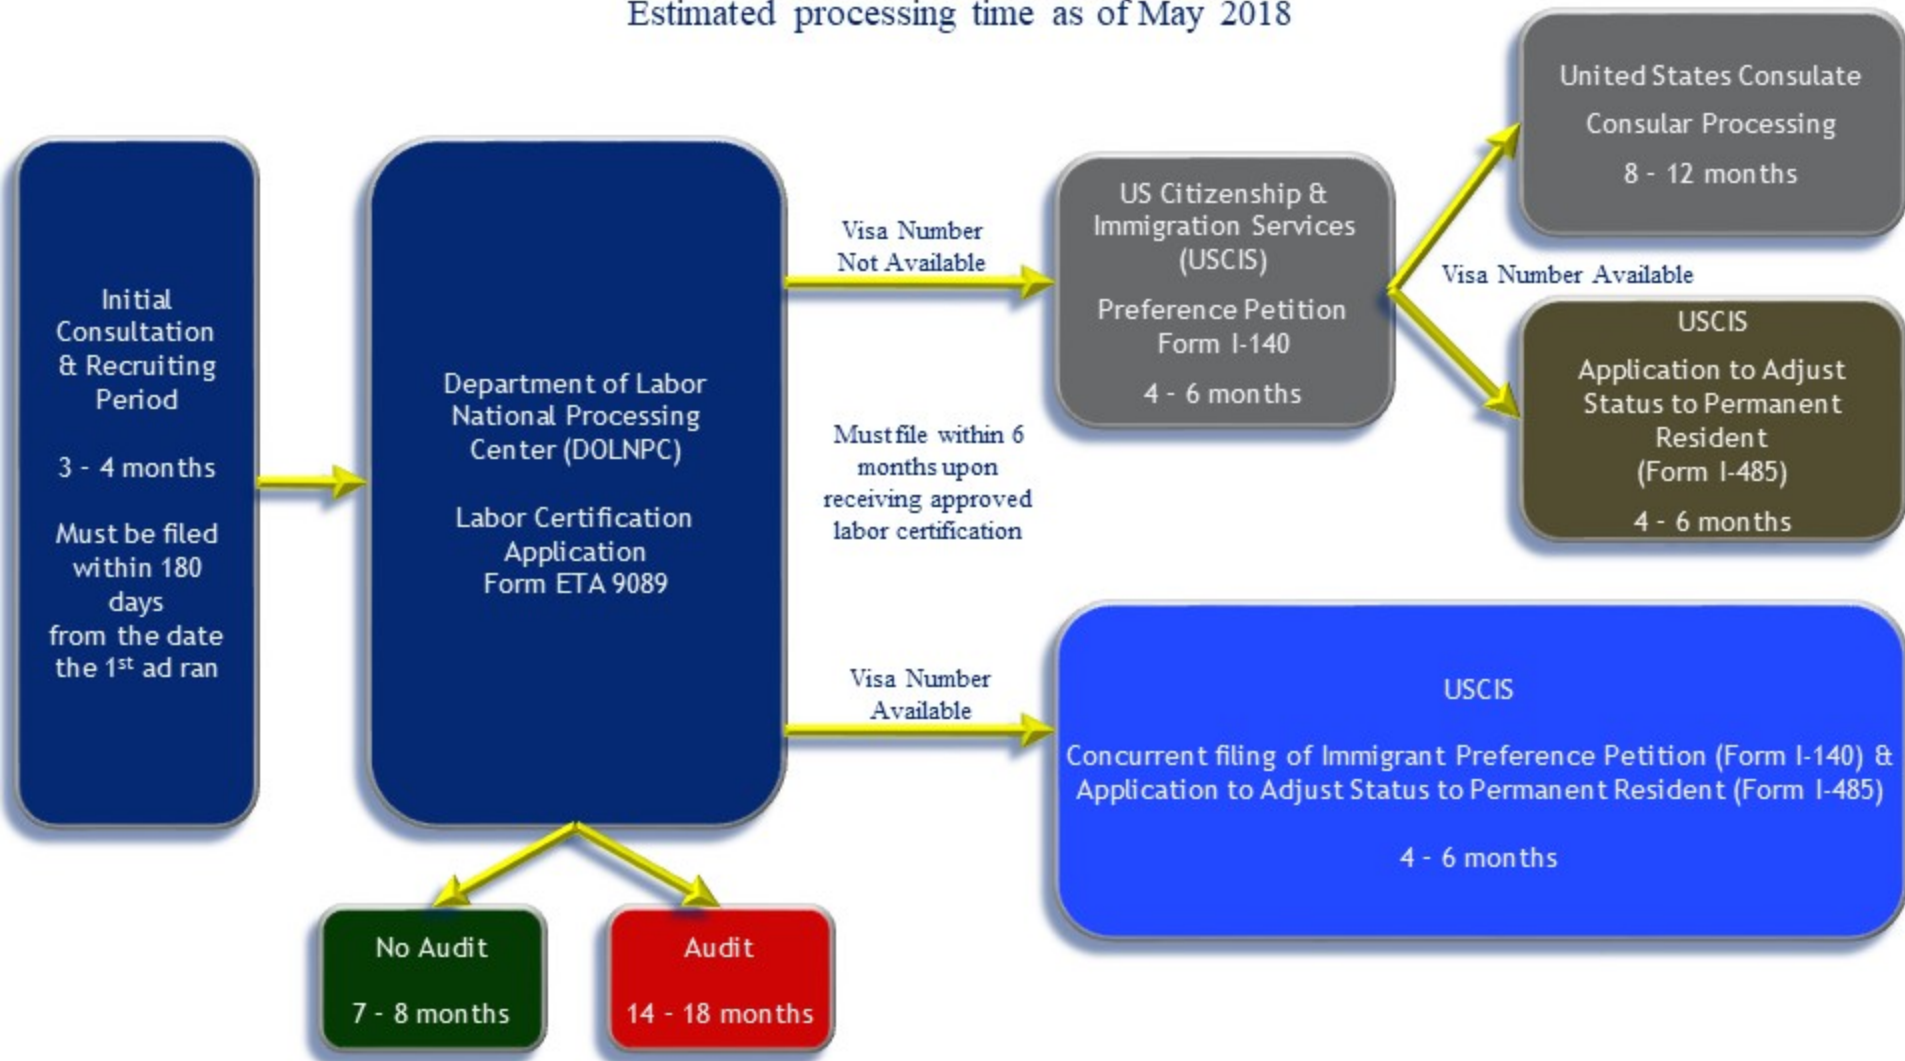 Estimated processing time as of May 2018
Initial
Consultation
& Recruiting
Period
3 - 4 months
Must be filed
within 180
days
from the date
the 1st ad ran
Department of Labor
National Processing
Center (DOLNPC)
Labor Certification
Application
Form ETA 9089
No Audit
7 - 8 months
Audit
14 - 18 months
Visa Number
Not Available
Must file within 6
months upon
receiving approved
labor certification
Visa Number
Available
US Citizenship &
Immigration Services
(USCIS)
Preference Petition
Form I-140
4 - 6 months
Visa Number Available
United States Consulate
Consular Processing
8 - 12 months
USCIS
Application to Adjust
Status to Permanent
Resident
(Form I-485)
4 - 6 months
USCIS
Concurrent filing of Immigrant Preference Petition (Form I-140) &
Application to Adjust Status to Permanent Resident (Form I-485)
4 - 6 months